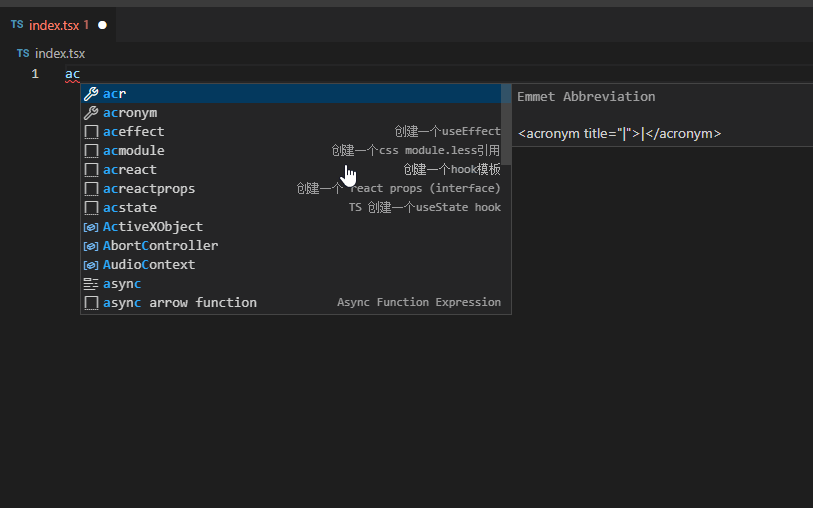 TS index.tsx 1
TS index.tsx
1 ac
acr
acronym
aceffect 创建一个useEffect
acmodule 创建一个css module.less引用
acreact 创建一个hook模板
acreactprops 创建一个 react props (interface)
acstate TS 创建一个useState hook
ActiveXObject
AbortController
AudioContext
async
async arrow function Async Function Expression
Emmet Abbreviation
<acronym title="|">|</acronym>